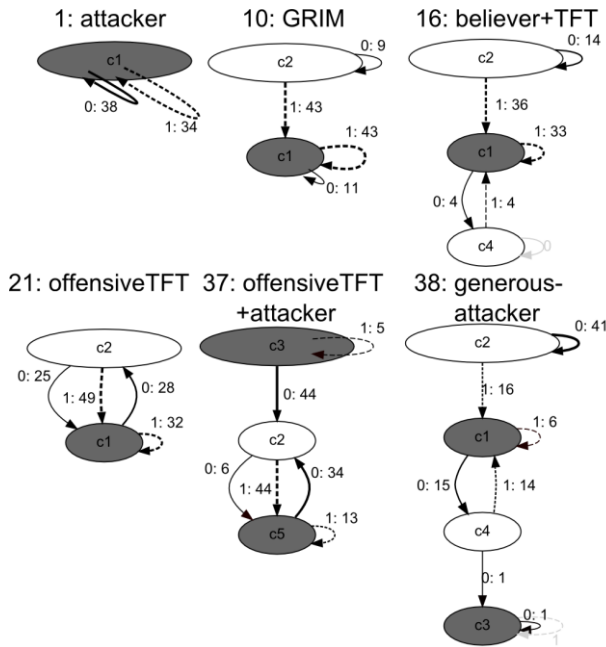 1: attacker
c1
0: 38
1: 34
10: GRIM
c2
0: 9
1: 43
1: 43
c1
0: 11
16: believer+TFT
c2
0: 14
1: 36
1: 33
c1
0: 4
1: 4
c4
0
21: offensiveTFT
c2
0: 25
1: 49
0: 28
1: 32
c1
37: offensiveTFT
+attacker
c3
1: 5
0: 44
c2
0: 6
1: 44
0: 34
1: 13
c5
38: generous-
attacker
c2
0: 41
1: 16
c1
1: 6
0: 15
1: 14
c4
0: 1
c3
0: 1
1